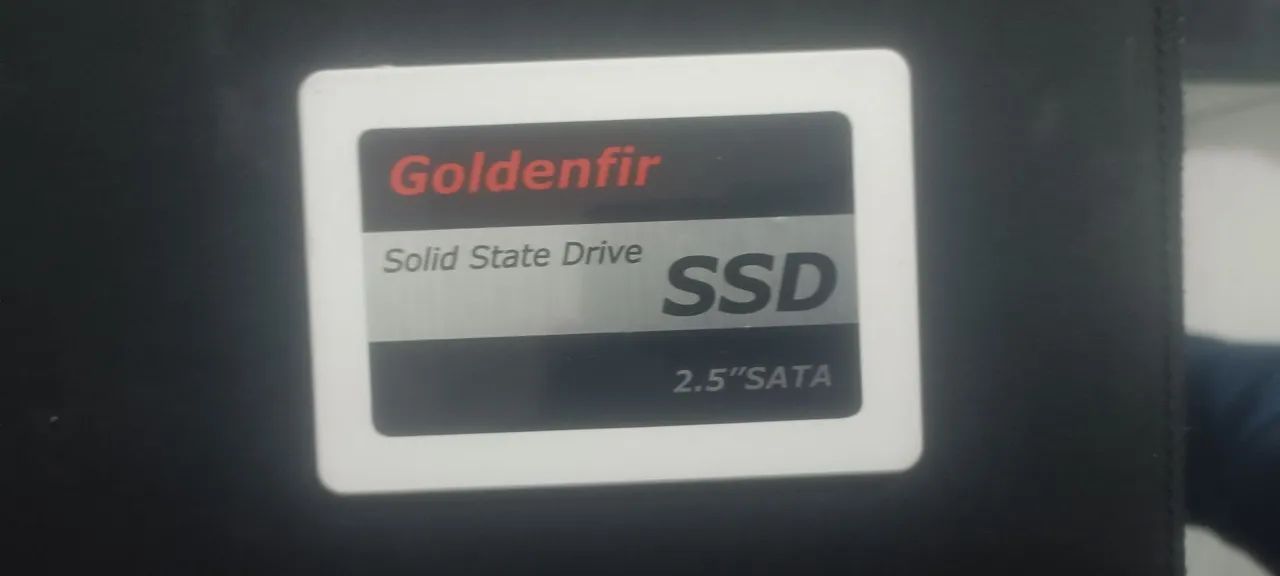 Goldenfir
Solid State Drive
SSD
2.5"SATA